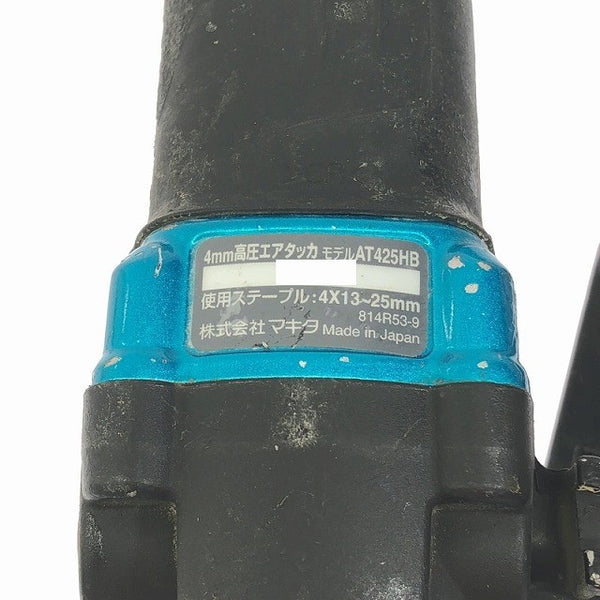 4mm高圧エアタッカ モデルAT425HB
使用ステープル:4X13~25mm
814R53-9
株式会社マキタ Made in Japan